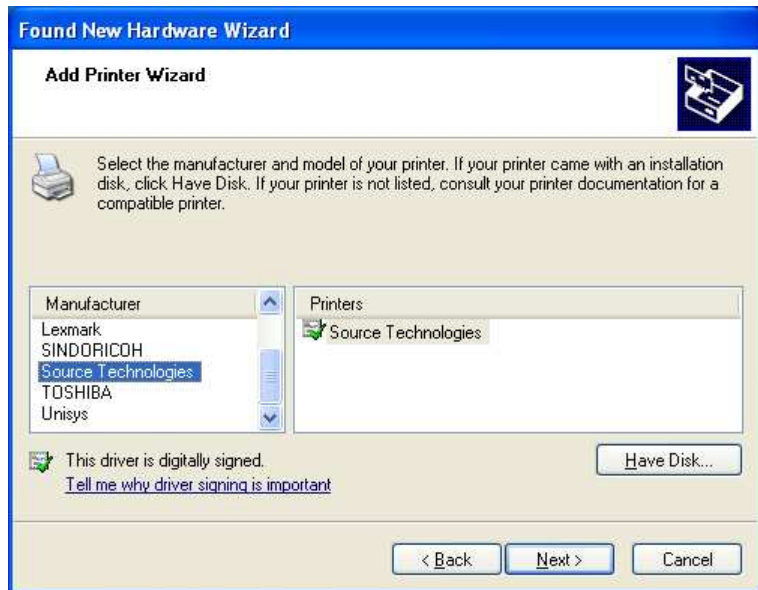 Found New Hardware Wizard
Add Printer Wizard
Select the manufacturer and model of your printer. If your printer came with an installation
disk, click Have Disk. If your printer is not listed, consult your printer documentation for a
compatible printer.
Manufacturer
Lexmark
SINDORICOH
Source Technologies
TOSHIBA
Unisys
Printers
Source Technologies
This driver is digitally signed.
Tell me why driver signing is important
Have Disk...
< Back
Next >
Cancel